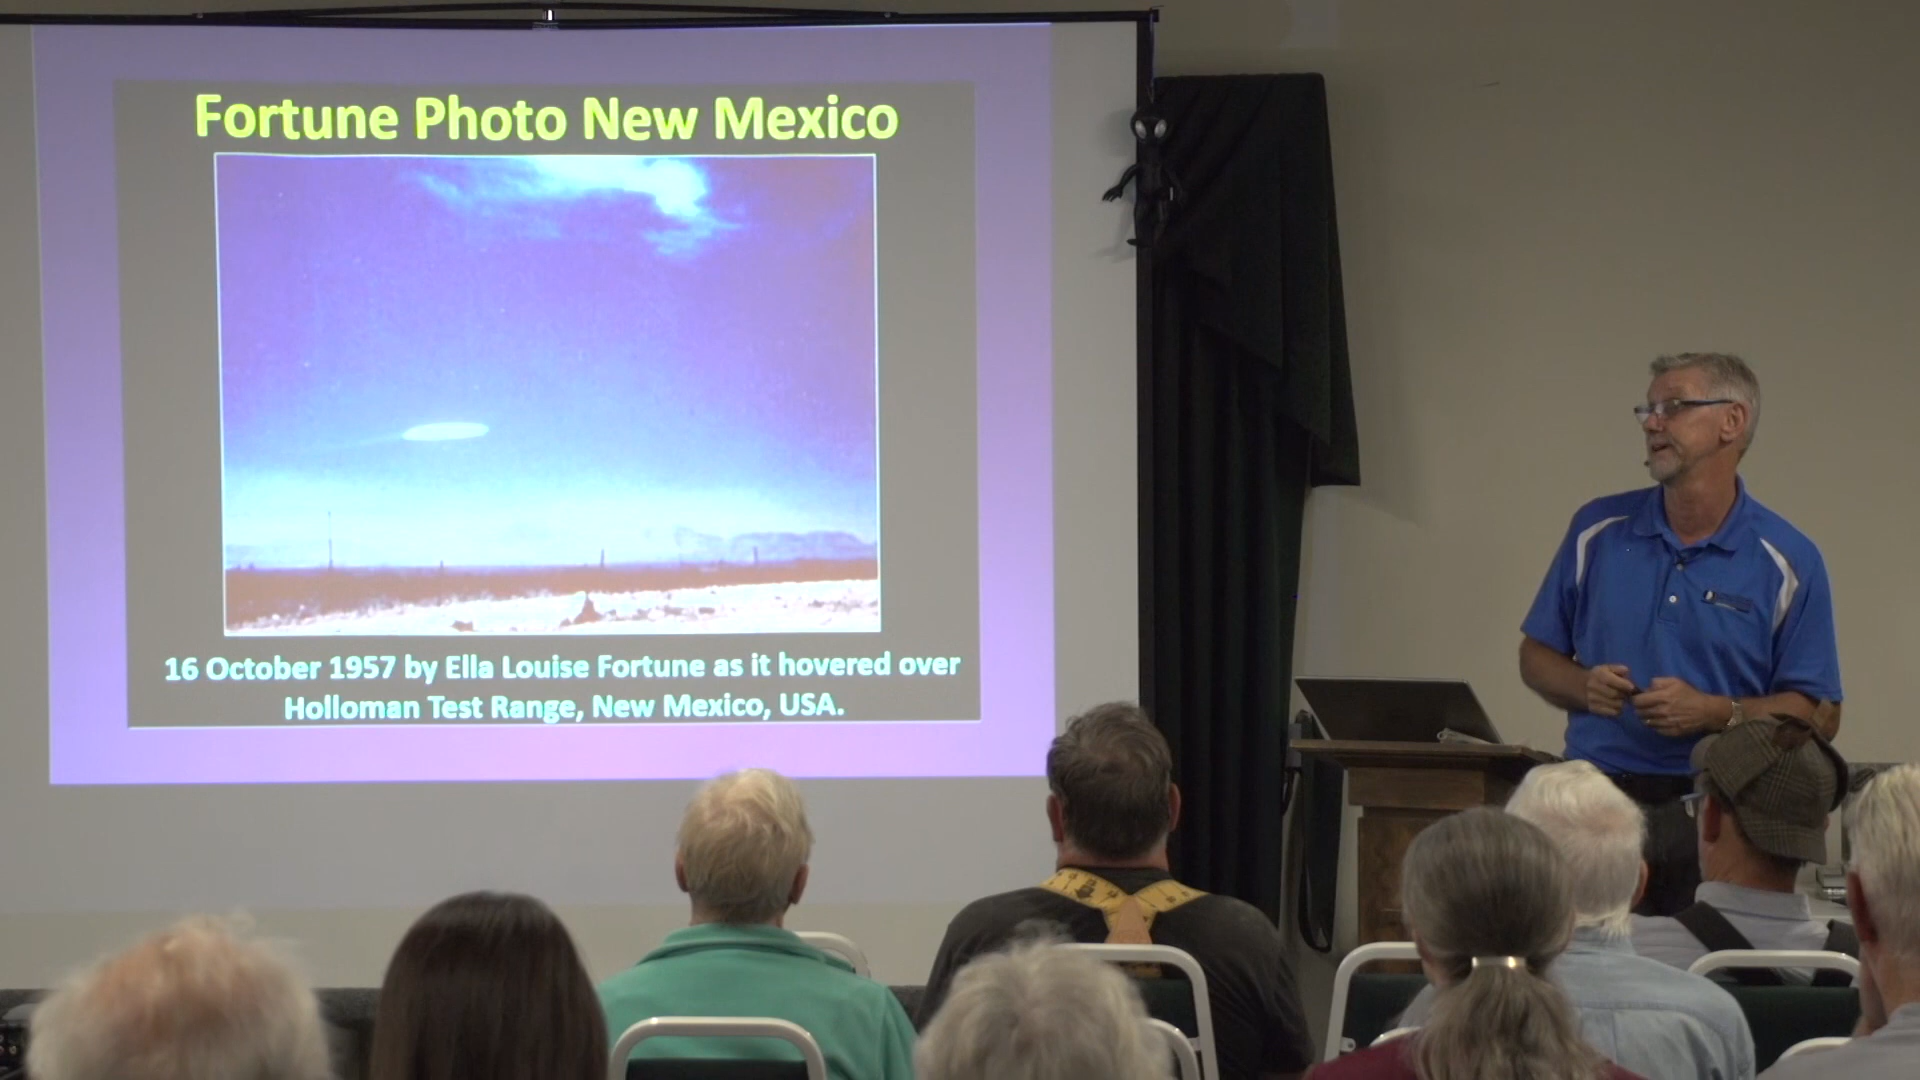 Fortune Photo New Mexico
16 October 1957 by Ella Louise Fortune as it hovered over
Holloman Test Range, New Mexico, USA.